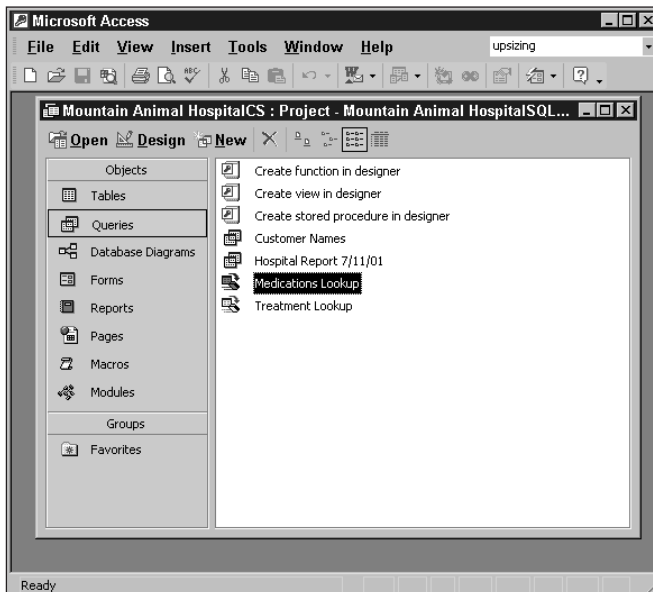 Microsoft Access
File Edit View Insert Tools Window Help upsizing
Mountain Animal HospitalCS : Project - Mountain Animal HospitalSQL...
Open Design New
Objects
Tables
Queries
Database Diagrams
Forms
Reports
Pages
Macros
Modules
Groups
Favorites
Create function in designer
Create view in designer
Create stored procedure in designer
Customer Names
Hospital Report 7/11/01
Medications Lookup
Treatment Lookup
Ready